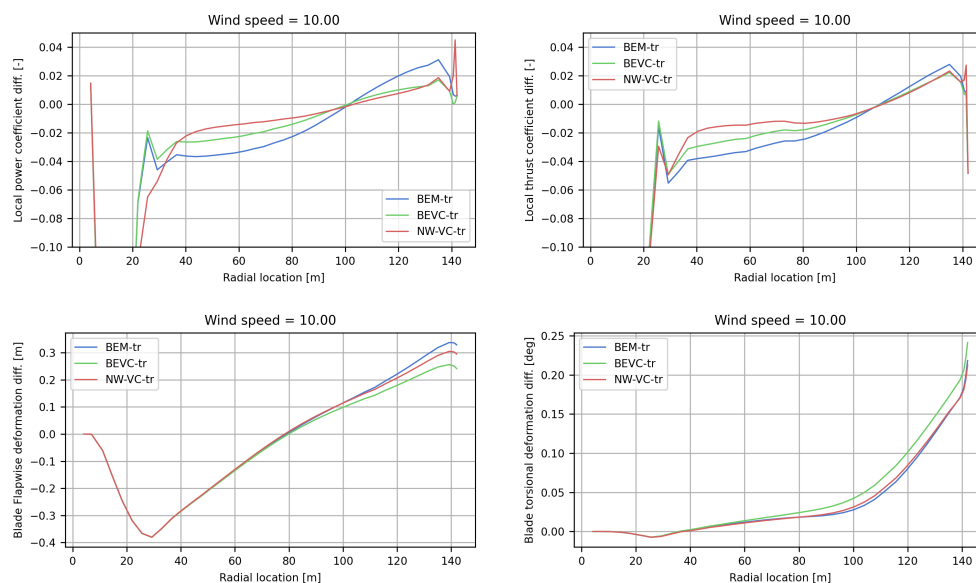 Wind speed = 10.00
Local power coefficient diff. [-]
0.04
0.02
0.00
−0.02
−0.04
−0.06
−0.08
−0.10
BEM-tr
BEVC-tr
NW-VC-tr
0 20 40 60 80 100 120 140
Radial location [m]
Wind speed = 10.00
Local thrust coefficient diff. [-]
0.04
0.02
0.00
−0.02
−0.04
−0.06
−0.08
−0.10
BEM-tr
BEVC-tr
NW-VC-tr
0 20 40 60 80 100 120 140
Radial location [m]
Wind speed = 10.00
Blade Flapwise deformation diff. [m]
0.3
0.2
0.1
0.0
−0.1
−0.2
−0.3
−0.4
BEM-tr
BEVC-tr
NW-VC-tr
0 20 40 60 80 100 120 140
Radial location [m]
Wind speed = 10.00
Blade torsional deformation diff. [deg]
0.25
0.20
0.15
0.10
0.05
0.00
BEM-tr
BEVC-tr
NW-VC-tr
0 20 40 60 80 100 120 140
Radial location [m]